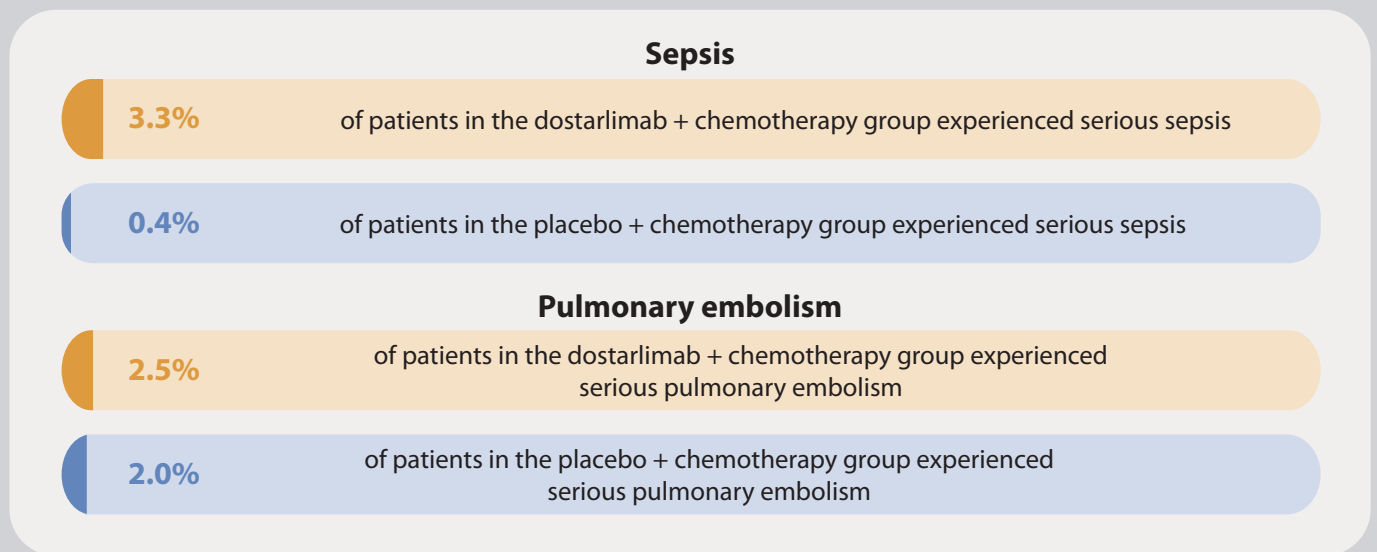 Sepsis
3.3% of patients in the dostarlimab + chemotherapy group experienced serious sepsis
0.4% of patients in the placebo + chemotherapy group experienced serious sepsis
Pulmonary embolism
2.5% of patients in the dostarlimab + chemotherapy group experienced
serious pulmonary embolism
2.0% of patients in the placebo + chemotherapy group experienced
serious pulmonary embolism